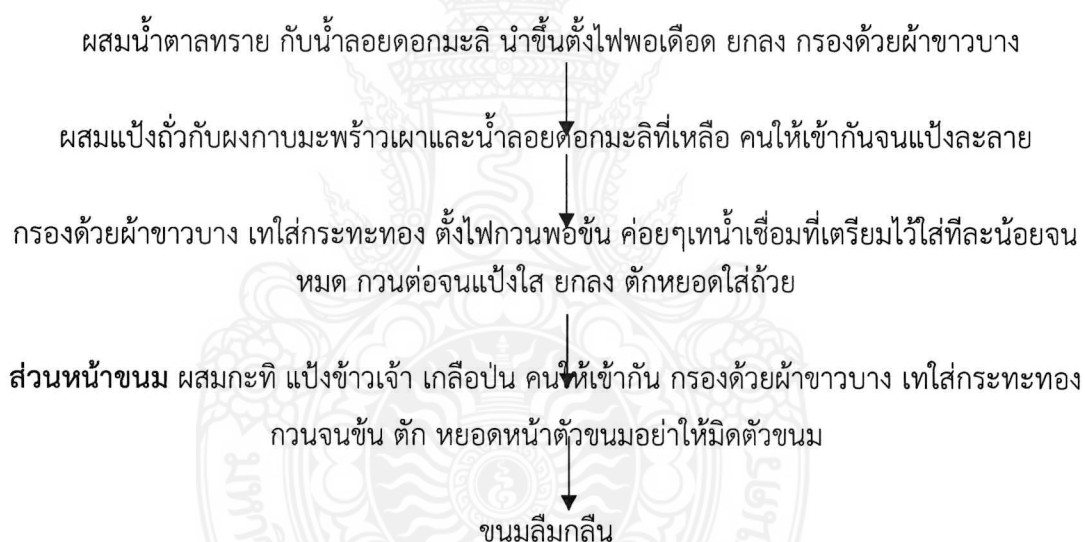 ผสมน้ำตาลทราย กับน้ำลอยดอกมะลิ นำขึ้นตั้งไฟพอเดือด ยกลง กรองด้วยผ้าขาวบาง
ผสมแป้งถั่วกับผงกาบมะพร้าวเผาและน้ำลอยดอกมะลิที่เหลือ คนให้เข้ากันจนแป้งละลาย
กรองด้วยผ้าขาวบาง เทใส่กระทะทอง ตั้งไฟกวนพอข้น ค่อยๆเทน้ำเชื่อมที่เตรียมไว้ใส่ทีละน้อยจน
หมด กวนต่อจนแป้งใส ยกลง ตักหยอดใส่ถ้วย
ส่วนหน้าขนม ผสมกะทิ แป้งข้าวเจ้า เกลือป่น คนให้เข้ากัน กรองด้วยผ้าขาวบาง เทใส่กระทะทอง
กวนจนข้น ตัก หยอดหน้าตัวขนมอย่าให้มิดตัวขนม
ขนมลืมกลืน